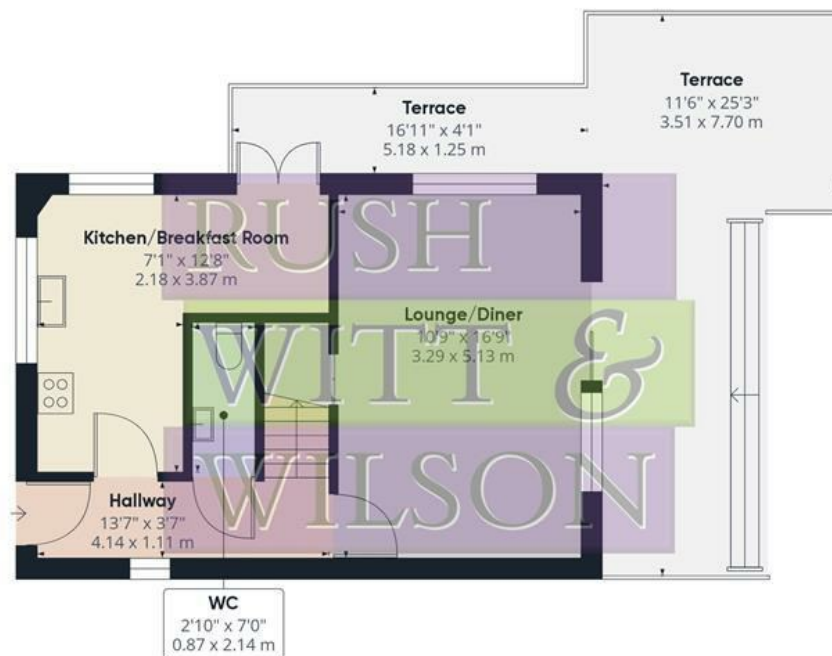 Terrace
11'6" x 25'3"
3.51 x 7.70 m
Terrace
16'11" x 4'1"
5.18 x 1.25 m
Kitchen/Breakfast Room
7'1" x 12'8"
2.18 x 3.87 m
Lounge/Diner
10'9" x 16'9"
3.29 x 5.13 m
Hallway
13'7" x 3'7"
4.14 x 1.11 m
WC
2'10" x 7'0"
0.87 x 2.14 m
RUSH
WITT &
WILSON